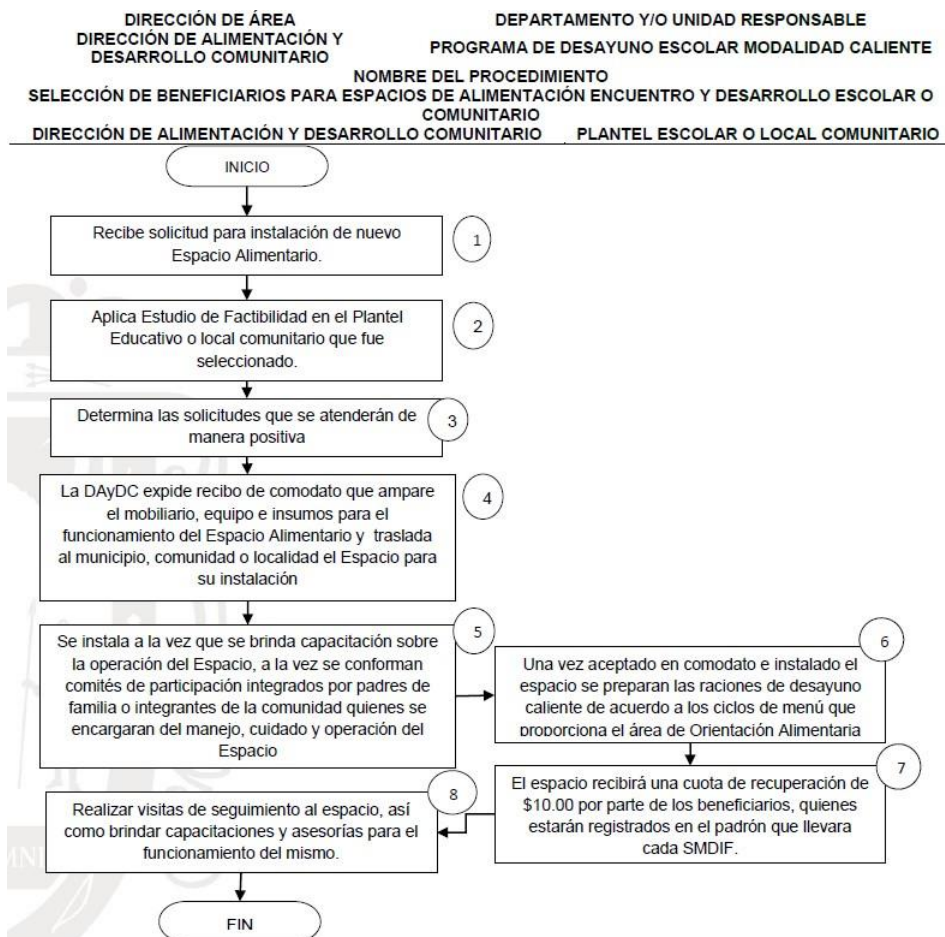 DIRECCIÓN DE ÁREA
DIRECCIÓN DE ALIMENTACIÓN Y
DESARROLLO COMUNITARIO
DEPARTAMENTO Y/O UNIDAD RESPONSABLE
PROGRAMA DE DESAYUNO ESCOLAR MODALIDAD CALIENTE
NOMBRE DEL PROCEDIMIENTO
SELECCIÓN DE BENEFICIARIOS PARA ESPACIOS DE ALIMENTACIÓN ENCUENTRO Y DESARROLLO ESCOLAR O
COMUNITARIO
DIRECCIÓN DE ALIMENTACIÓN Y DESARROLLO COMUNITARIO
PLANTEL ESCOLAR O LOCAL COMUNITARIO
INICIO
Recibe solicitud para instalación de nuevo
Espacio Alimentario.
1
Aplica Estudio de Factibilidad en el Plantel
Educativo o local comunitario que fue
seleccionado.
2
Determina las solicitudes que se atenderán de
manera positiva
3
La DAyDC expide recibo de comodato que ampare
el mobiliario, equipo e insumos para el
funcionamiento del Espacio Alimentario y traslada
al municipio, comunidad o localidad el Espacio para
su instalación
4
Se instala a la vez que se brinda capacitación sobre
la operación del Espacio, a la vez se conforman
comités de participación integrados por padres de
familia o integrantes de la comunidad quienes se
encargaran del manejo, cuidado y operación del
Espacio
5
Una vez aceptado en comodato e instalado el
espacio se preparan las raciones de desayuno
caliente de acuerdo a los ciclos de menú que
proporciona el área de Orientación Alimentaria
6
El espacio recibirá una cuota de recuperación de
$10.00 por parte de los beneficiarios, quienes
estarán registrados en el padrón que llevara
cada SMDIF.
7
Realizar visitas de seguimiento al espacio, así
como brindar capacitaciones y asesorías para el
funcionamiento del mismo.
8
FIN